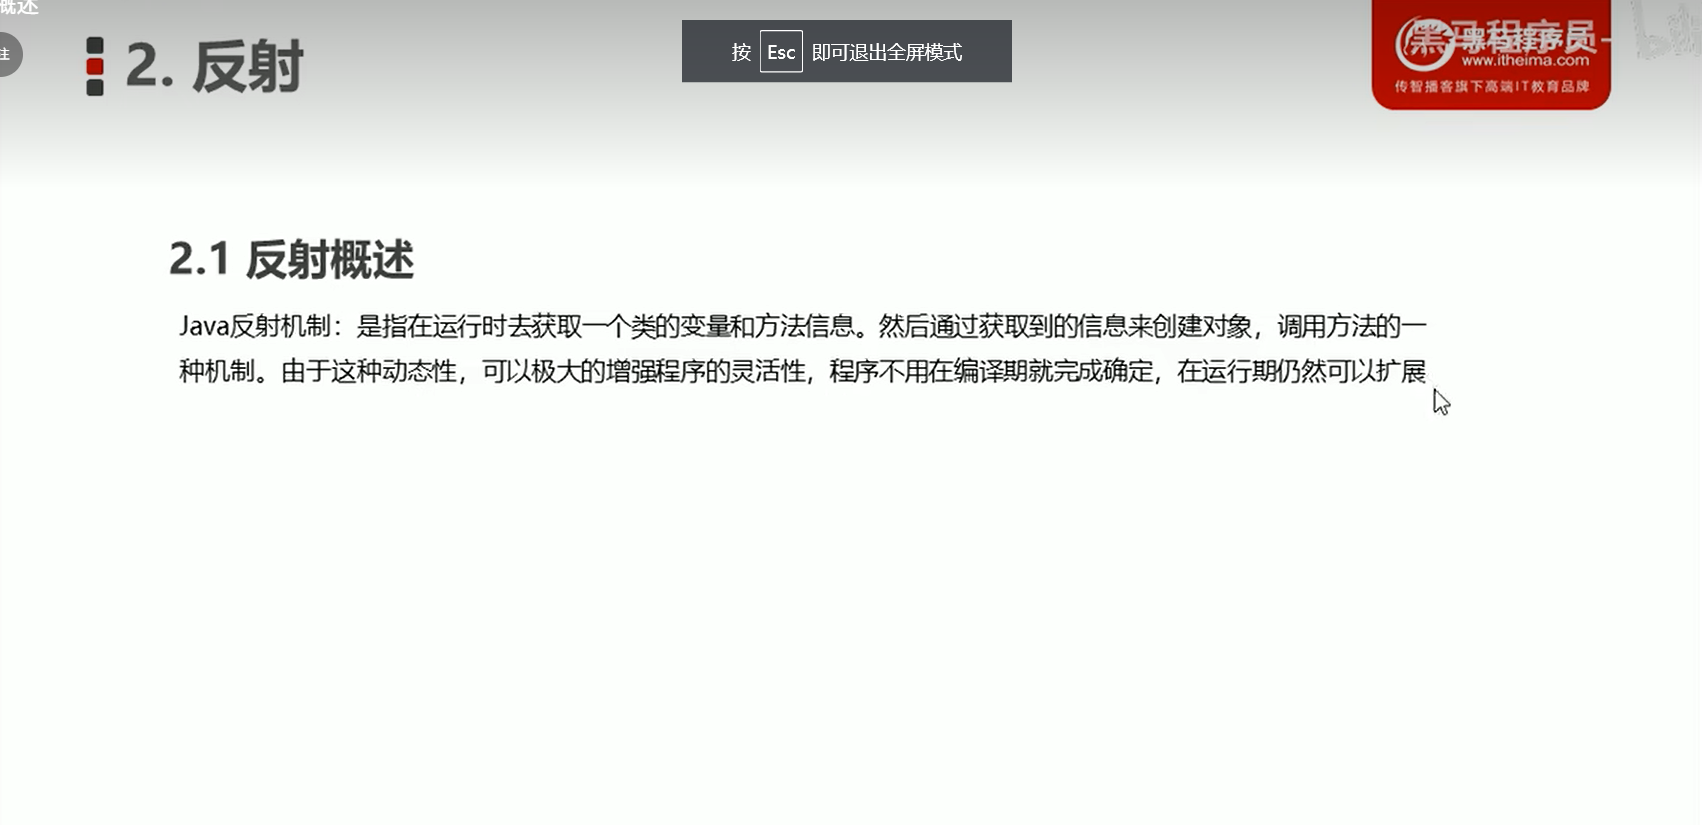 概述
注
2. 反射
按 Esc 即可退出全屏模式
黑马程序员
www.itheima.com
传智播客旗下高端IT教育品牌
2.1 反射概述
Java反射机制：是指在运行时去获取一个类的变量和方法信息。然后通过获取到的信息来创建对象，调用方法的一
种机制。由于这种动态性，可以极大的增强程序的灵活性，程序不用在编译期就完成确定，在运行期仍然可以扩展